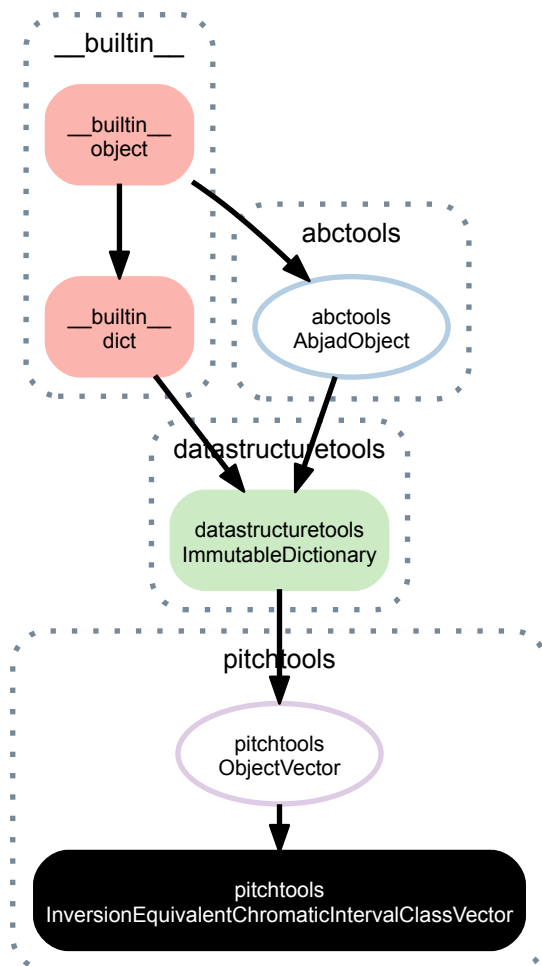 __builtin__
__builtin__
object
abctools
__builtin__
dict
abctools
AbjadObject
datastructuretools
datastructuretools
ImmutableDictionary
pitchtools
pitchtools
ObjectVector
pitchtools
InversionEquivalentChromaticIntervalClassVector